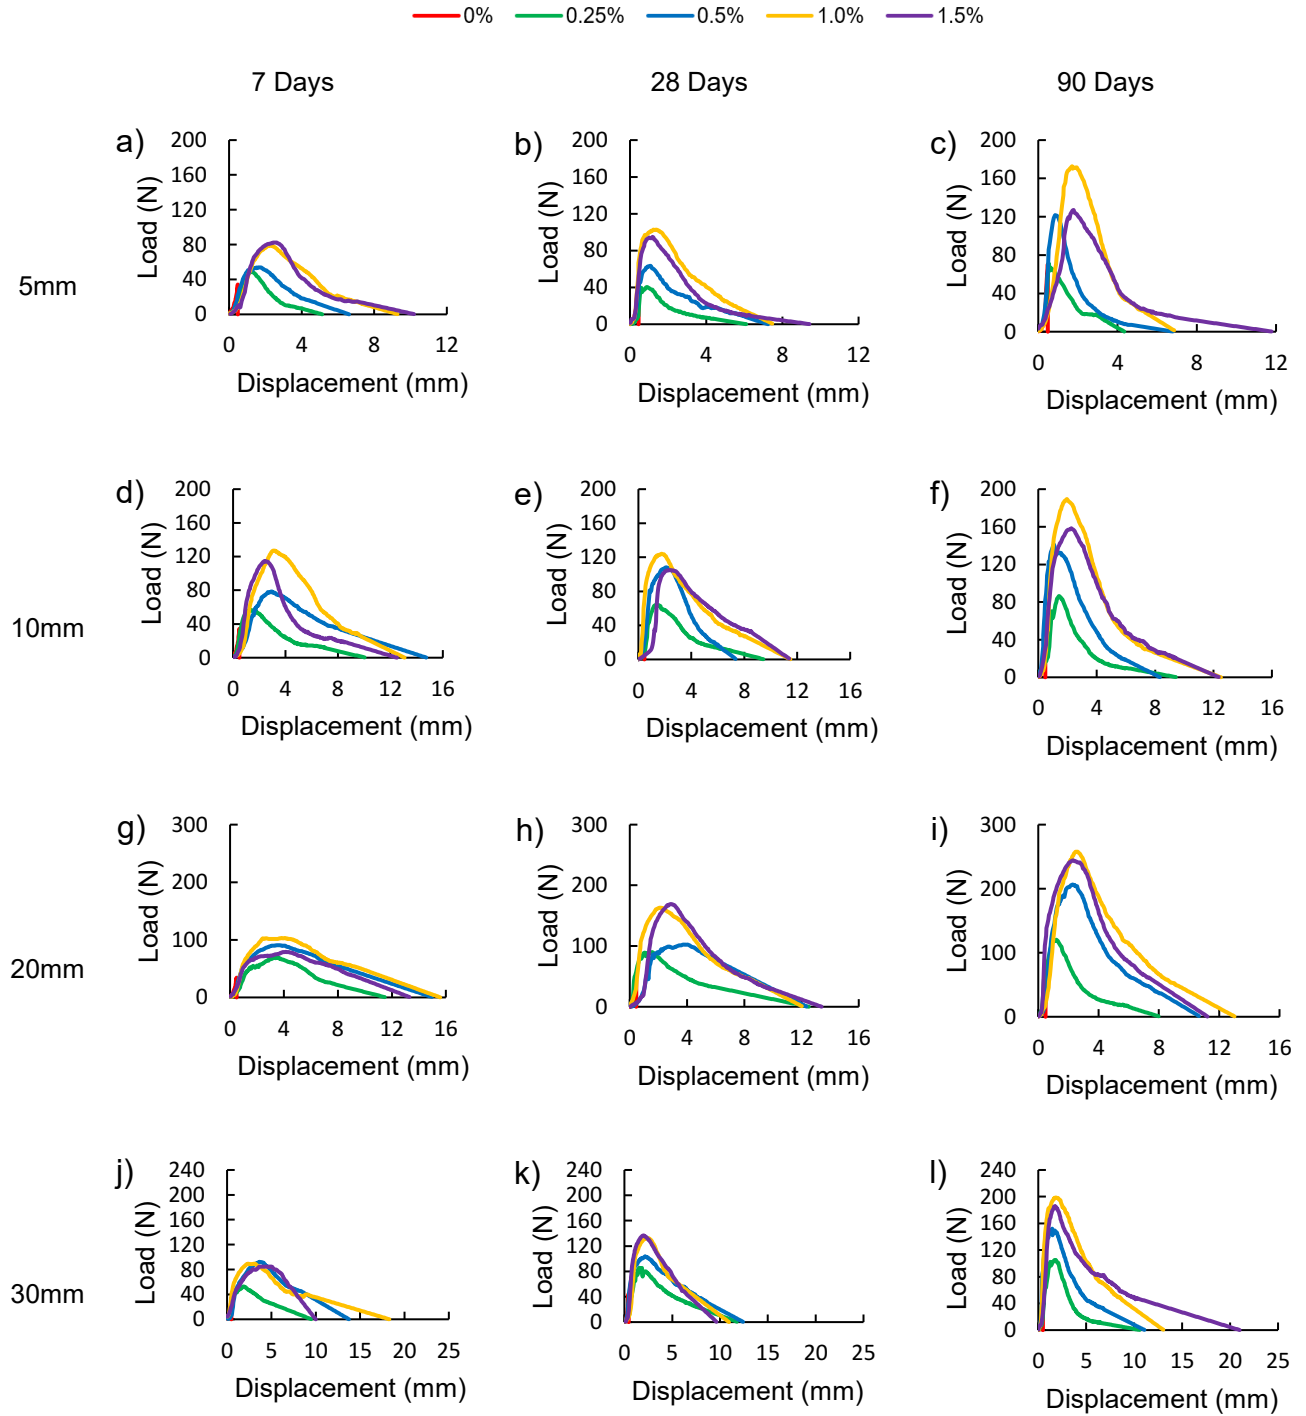 0% 0.25% 0.5% 1.0% 1.5%
7 Days 28 Days 90 Days
5mm
a)
Load (N)
200
160
120
80
40
0
0 4 8 12
Displacement (mm)
b)
Load (N)
200
160
120
80
40
0
0 4 8 12
Displacement (mm)
c)
Load (N)
200
160
120
80
40
0
0 4 8 12
Displacement (mm)
10mm
d)
Load (N)
200
160
120
80
40
0
0 4 8 12 16
Displacement (mm)
e)
Load (N)
200
160
120
80
40
0
0 4 8 12 16
Displacement (mm)
f)
Load (N)
200
160
120
80
40
0
0 4 8 12 16
Displacement (mm)
20mm
g)
Load (N)
300
200
100
0
0 4 8 12 16
Displacement (mm)
h)
Load (N)
300
200
100
0
0 4 8 12 16
Displacement (mm)
i)
Load (N)
300
200
100
0
0 4 8 12 16
Displacement (mm)
30mm
j)
Load (N)
240
200
160
120
80
40
0
0 5 10 15 20 25
Displacement (mm)
k)
Load (N)
240
200
160
120
80
40
0
0 5 10 15 20 25
Displacement (mm)
l)
Load (N)
240
200
160
120
80
40
0
0 5 10 15 20 25
Displacement (mm)